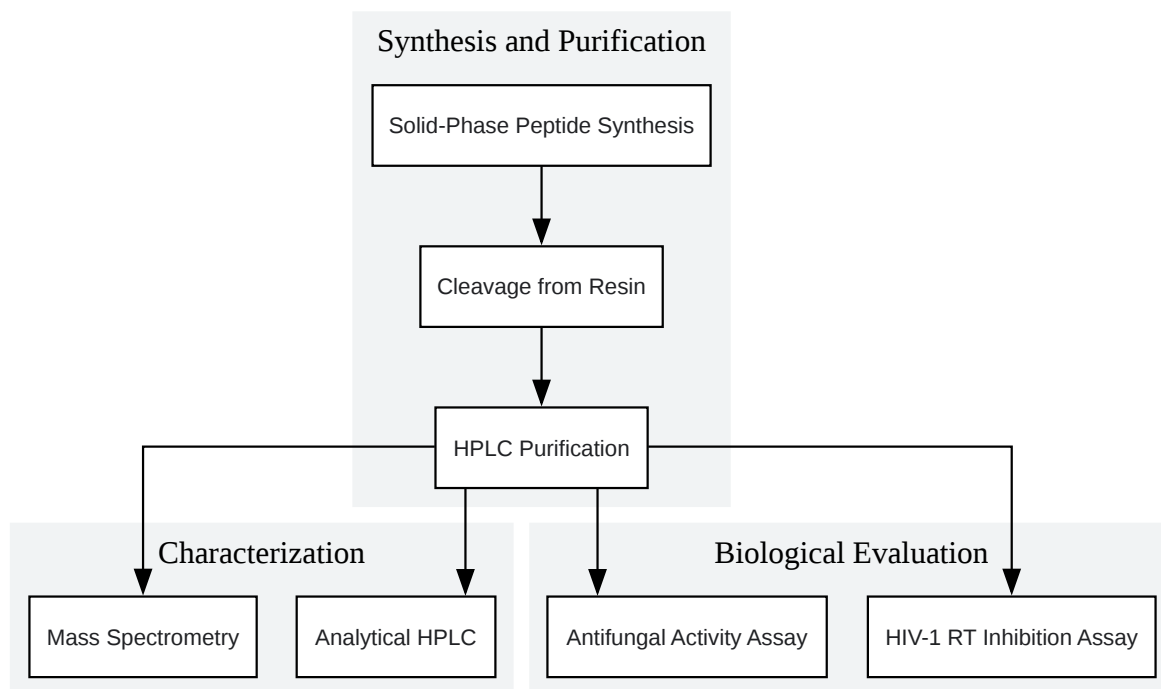 Synthesis and Purification
Solid-Phase Peptide Synthesis
Cleavage from Resin
HPLC Purification
Characterization
Mass Spectrometry
Analytical HPLC
Biological Evaluation
Antifungal Activity Assay
HIV-1 RT Inhibition Assay